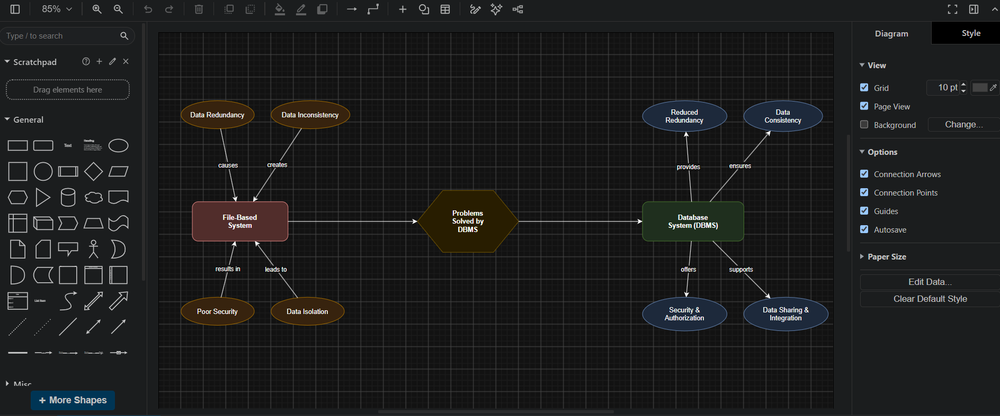 85%
Type / to search
Scratchpad
Drag elements here
General
Text
Heading
List Item
Misc
+ More Shapes
Data Redundancy
Data Inconsistency
causes
creates
File-Based
System
results in
leads to
Poor Security
Data Isolation
Problems
Solved by
DBMS
Reduced
Redundancy
Data
Consistency
provides
ensures
Database
System (DBMS)
offers
supports
Security &
Authorization
Data Sharing &
Integration
Diagram
Style
View
Grid
10 pt
Page View
Background
Change...
Options
Connection Arrows
Connection Points
Guides
Autosave
Paper Size
Edit Data...
Clear Default Style